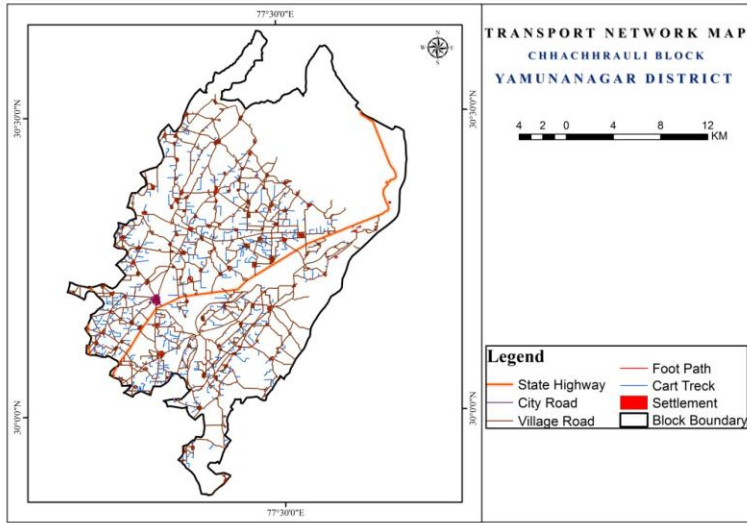 77°30'0"E
N
W E
S
30°30'0"N
30°30'0"N
30°0'0"N
30°0'0"N
77°30'0"E
TRANSPORT NETWORK MAP
CHHACHHRAULI BLOCK
YAMUNANAGAR DISTRICT
4 2 0 4 8 12
KM
Legend
State Highway
City Road
Village Road
Foot Path
Cart Treck
Settlement
Block Boundary